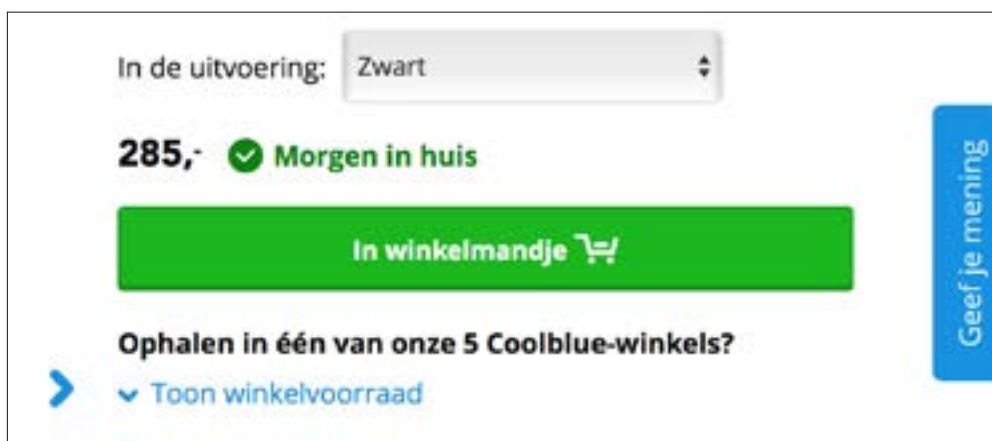 In de uitvoering: Zwart
285,- Morgen in huis
In winkelmandje
Ophalen in één van onze 5 Coolblue-winkels?
Toon winkelvoorraad
Geef je mening